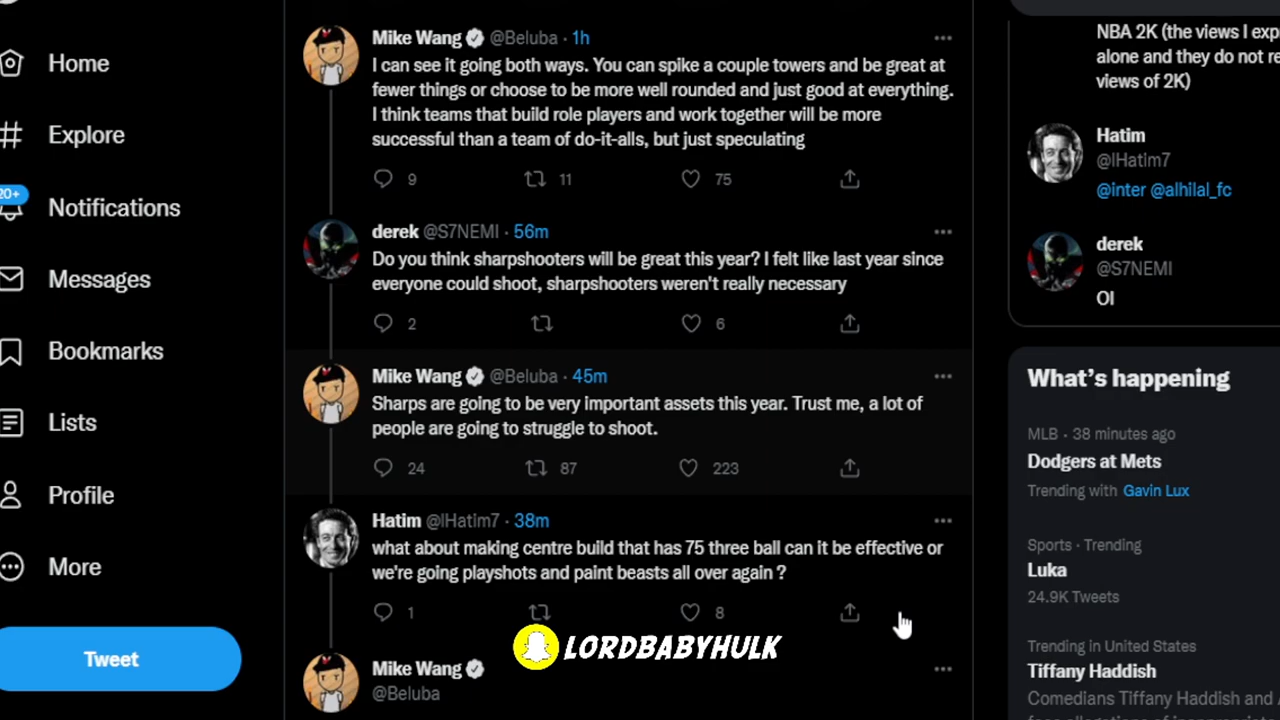 Home
Explore
20+
Notifications
Messages
Bookmarks
Lists
Profile
More
Tweet
Mike Wang @Beluba · 1h
I can see it going both ways. You can spike a couple towers and be great at
fewer things or choose to be more well rounded and just good at everything.
I think teams that build role players and work together will be more
successful than a team of do-it-alls, but just speculating
9 11 75
derek @S7NEMI · 56m
Do you think sharpshooters will be great this year? I felt like last year since
everyone could shoot, sharpshooters weren't really necessary
2 6
Mike Wang @Beluba · 45m
Sharps are going to be very important assets this year. Trust me, a lot of
people are going to struggle to shoot.
24 87 223
Hatim @lHatim7 · 38m
what about making centre build that has 75 three ball can it be effective or
we're going playshots and paint beasts all over again ?
1 8
LORDBABYHULK
Mike Wang
@Beluba
NBA 2K (the views I exp
alone and they do not re
views of 2K)
Hatim
@lHatim7
@inter @alhilal_fc
derek
@S7NEMI
OI
What's happening
MLB · 38 minutes ago
Dodgers at Mets
Trending with Gavin Lux
Sports · Trending
Luka
24.9K Tweets
Trending in United States
Tiffany Haddish
Comedians Tiffany Haddish and